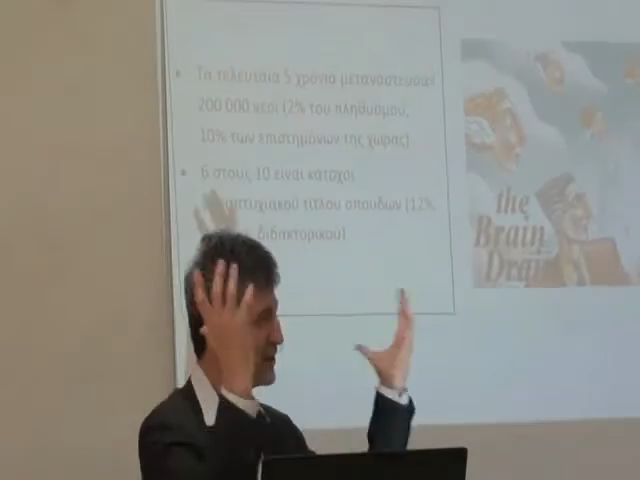 Τα τελευταία 5 χρόνια μετανάστευσαν
200 000 νέοι (2% του πληθυσμού,
10% των επιστημόνων της χώρας)
6 στους 10 είναι κάτοχοι
τίτλου σπουδών (12%
διδακτορικού)
the
Brain
Drain